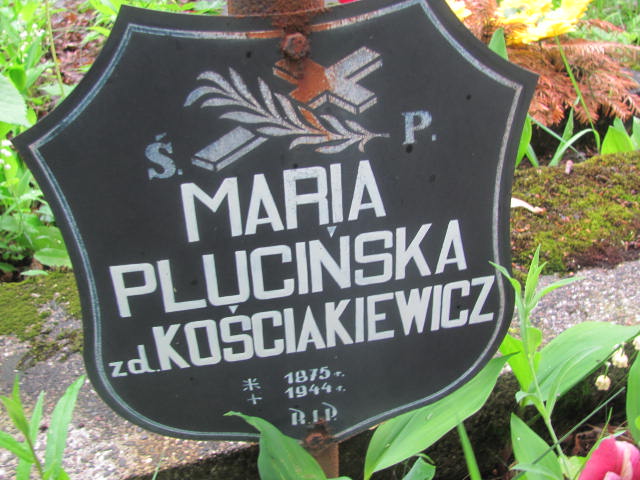 Ś. P.
MARIA
PLUCIŃSKA
zd. KOŚCIAKIEWICZ
* 1875 r.
+ 1944 r.
R.I.P.